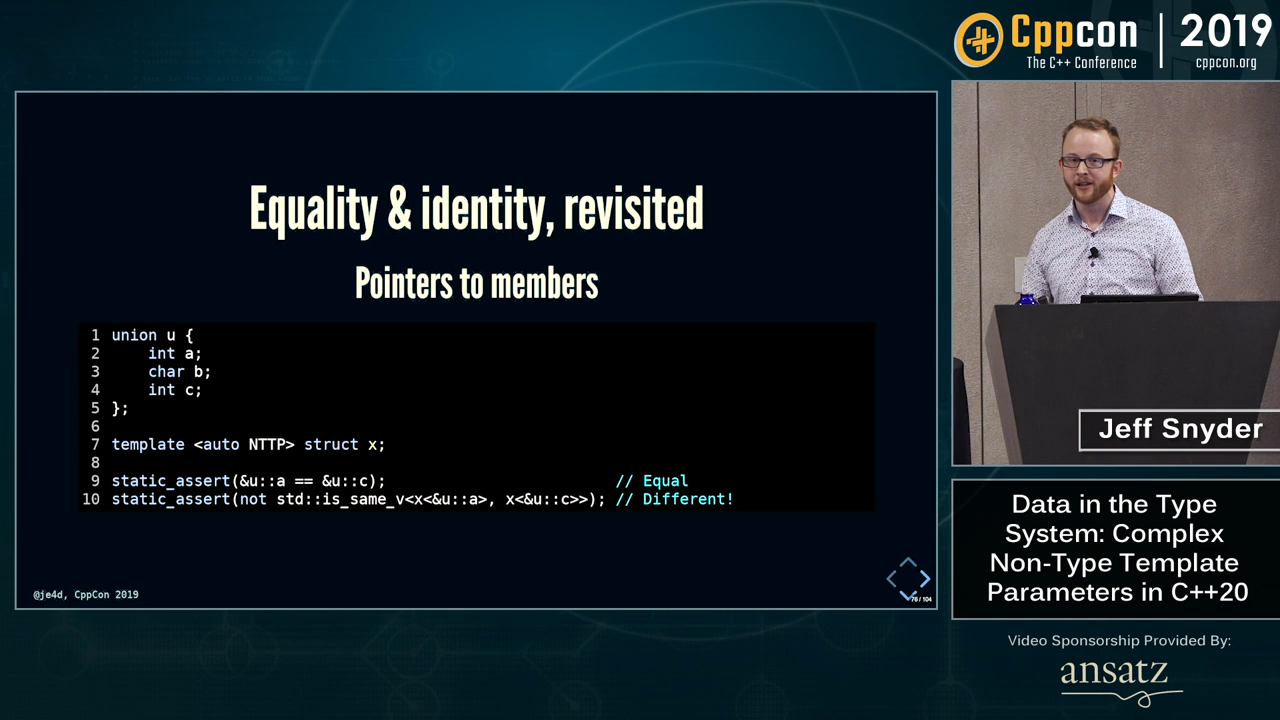 Cppcon
The C++ Conference
2019
cppcon.org
Equality & identity, revisited
Pointers to members
1 union u {
2     int a;
3     char b;
4     int c;
5 };
6
7 template <auto NTTP> struct x;
8
9 static_assert(&u::a == &u::c);                         // Equal
10 static_assert(not std::is_same_v<x<&u::a>, x<&u::c>>); // Different!
@je4d, CppCon 2019
76 / 104
Jeff Snyder
Data in the Type
System: Complex
Non-Type Template
Parameters in C++20
Video Sponsorship Provided By:
ansatz